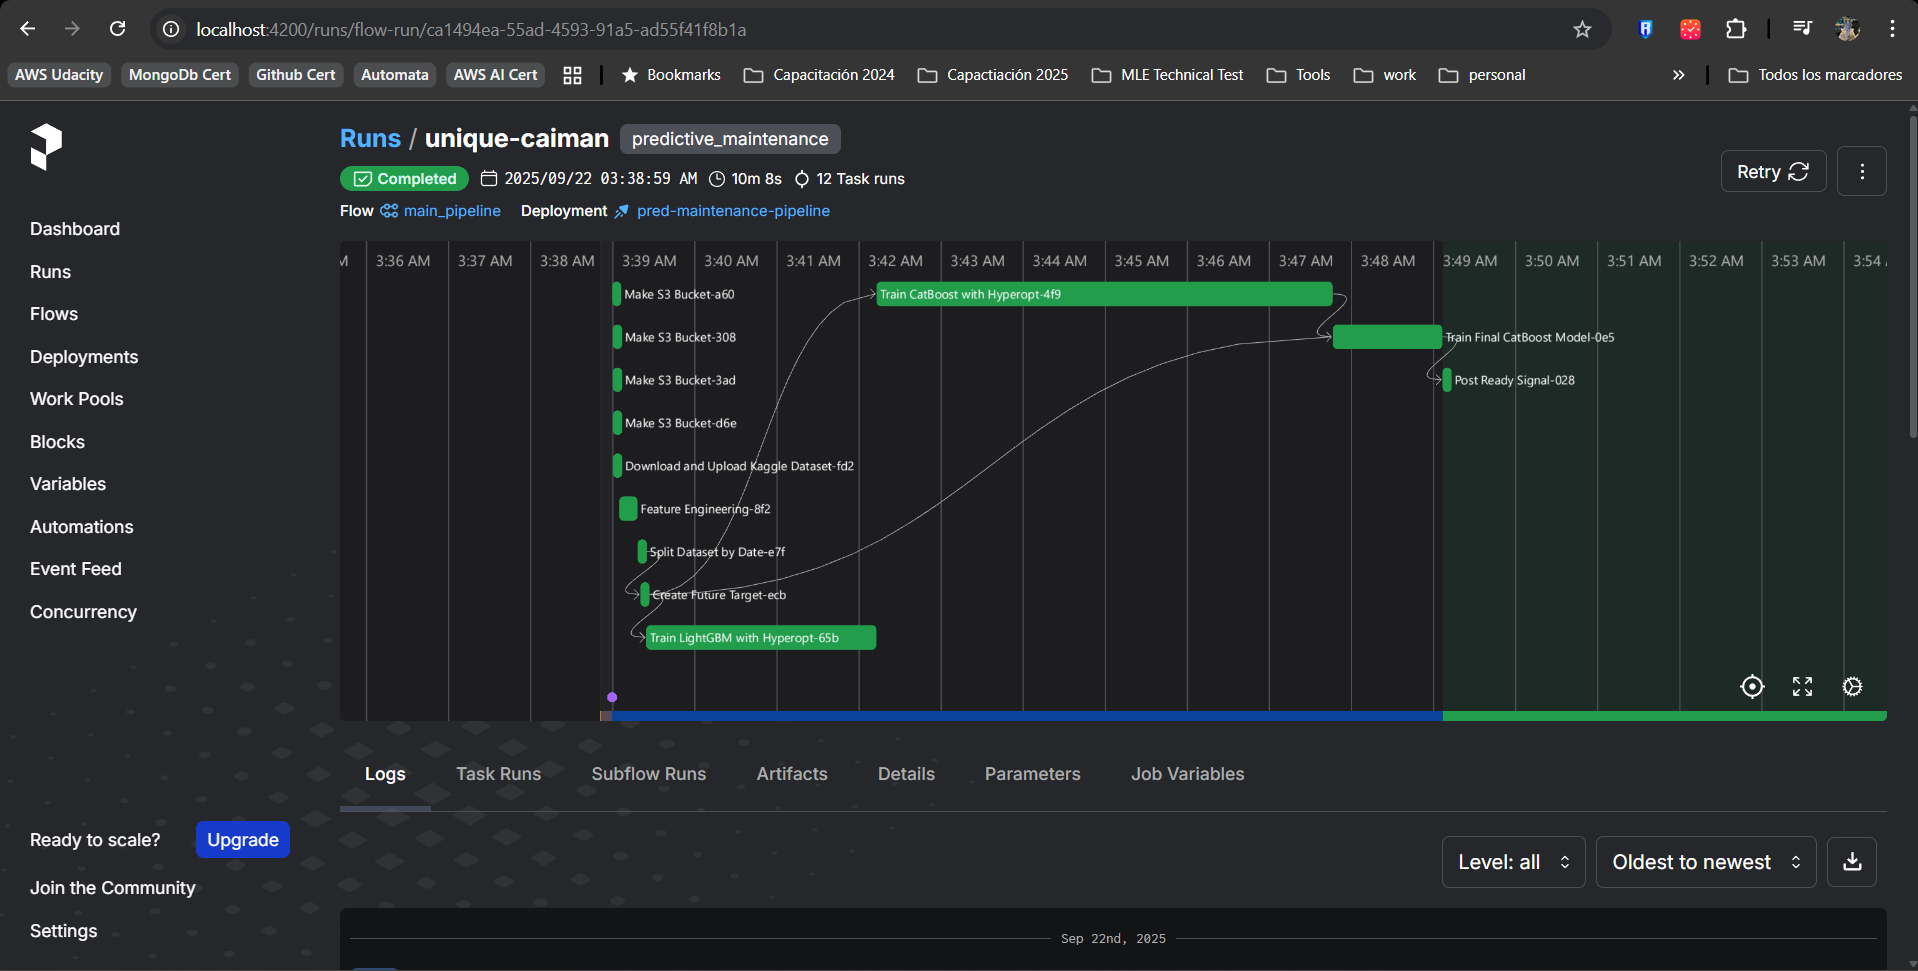 localhost:4200/runs/flow-run/ca1494ea-55ad-4593-91a5-ad55f41f8b1a
AWS Udacity MongoDb Cert Github Cert Automata AWS AI Cert Bookmarks Capacitación 2024 Capactiación 2025 MLE Technical Test Tools work personal » Todos los marcadores
Runs / unique-caiman predictive_maintenance
Completed 2025/09/22 03:38:59 AM 10m 8s 12 Task runs
Retry
Flow main_pipeline Deployment pred-maintenance-pipeline
Dashboard
Runs
Flows
Deployments
Work Pools
Blocks
Variables
Automations
Event Feed
Concurrency
Ready to scale? Upgrade
Join the Community
Settings
M 3:36 AM 3:37 AM 3:38 AM 3:39 AM 3:40 AM 3:41 AM 3:42 AM 3:43 AM 3:44 AM 3:45 AM 3:46 AM 3:47 AM 3:48 AM 3:49 AM 3:50 AM 3:51 AM 3:52 AM 3:53 AM 3:54
Make S3 Bucket-a60 Train CatBoost with Hyperopt-4f9
Make S3 Bucket-308 Train Final CatBoost Model-0e5
Make S3 Bucket-3ad Post Ready Signal-028
Make S3 Bucket-d6e
Download and Upload Kaggle Dataset-fd2
Feature Engineering-8f2
Split Dataset by Date-e7f
Create Future Target-ecb
Train LightGBM with Hyperopt-65b
Logs Task Runs Subflow Runs Artifacts Details Parameters Job Variables
Level: all Oldest to newest
Sep 22nd, 2025